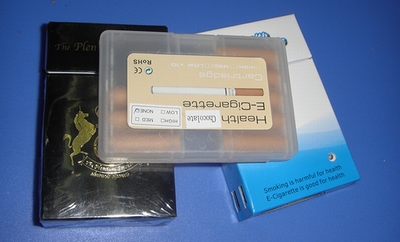 The Plen
Health
E-Cigarette
Cartridge
Chocolate
HIGH
MED
LOW
NONE
CE
RoHS
Smoking is harmful for health
E-Cigarette is good for health